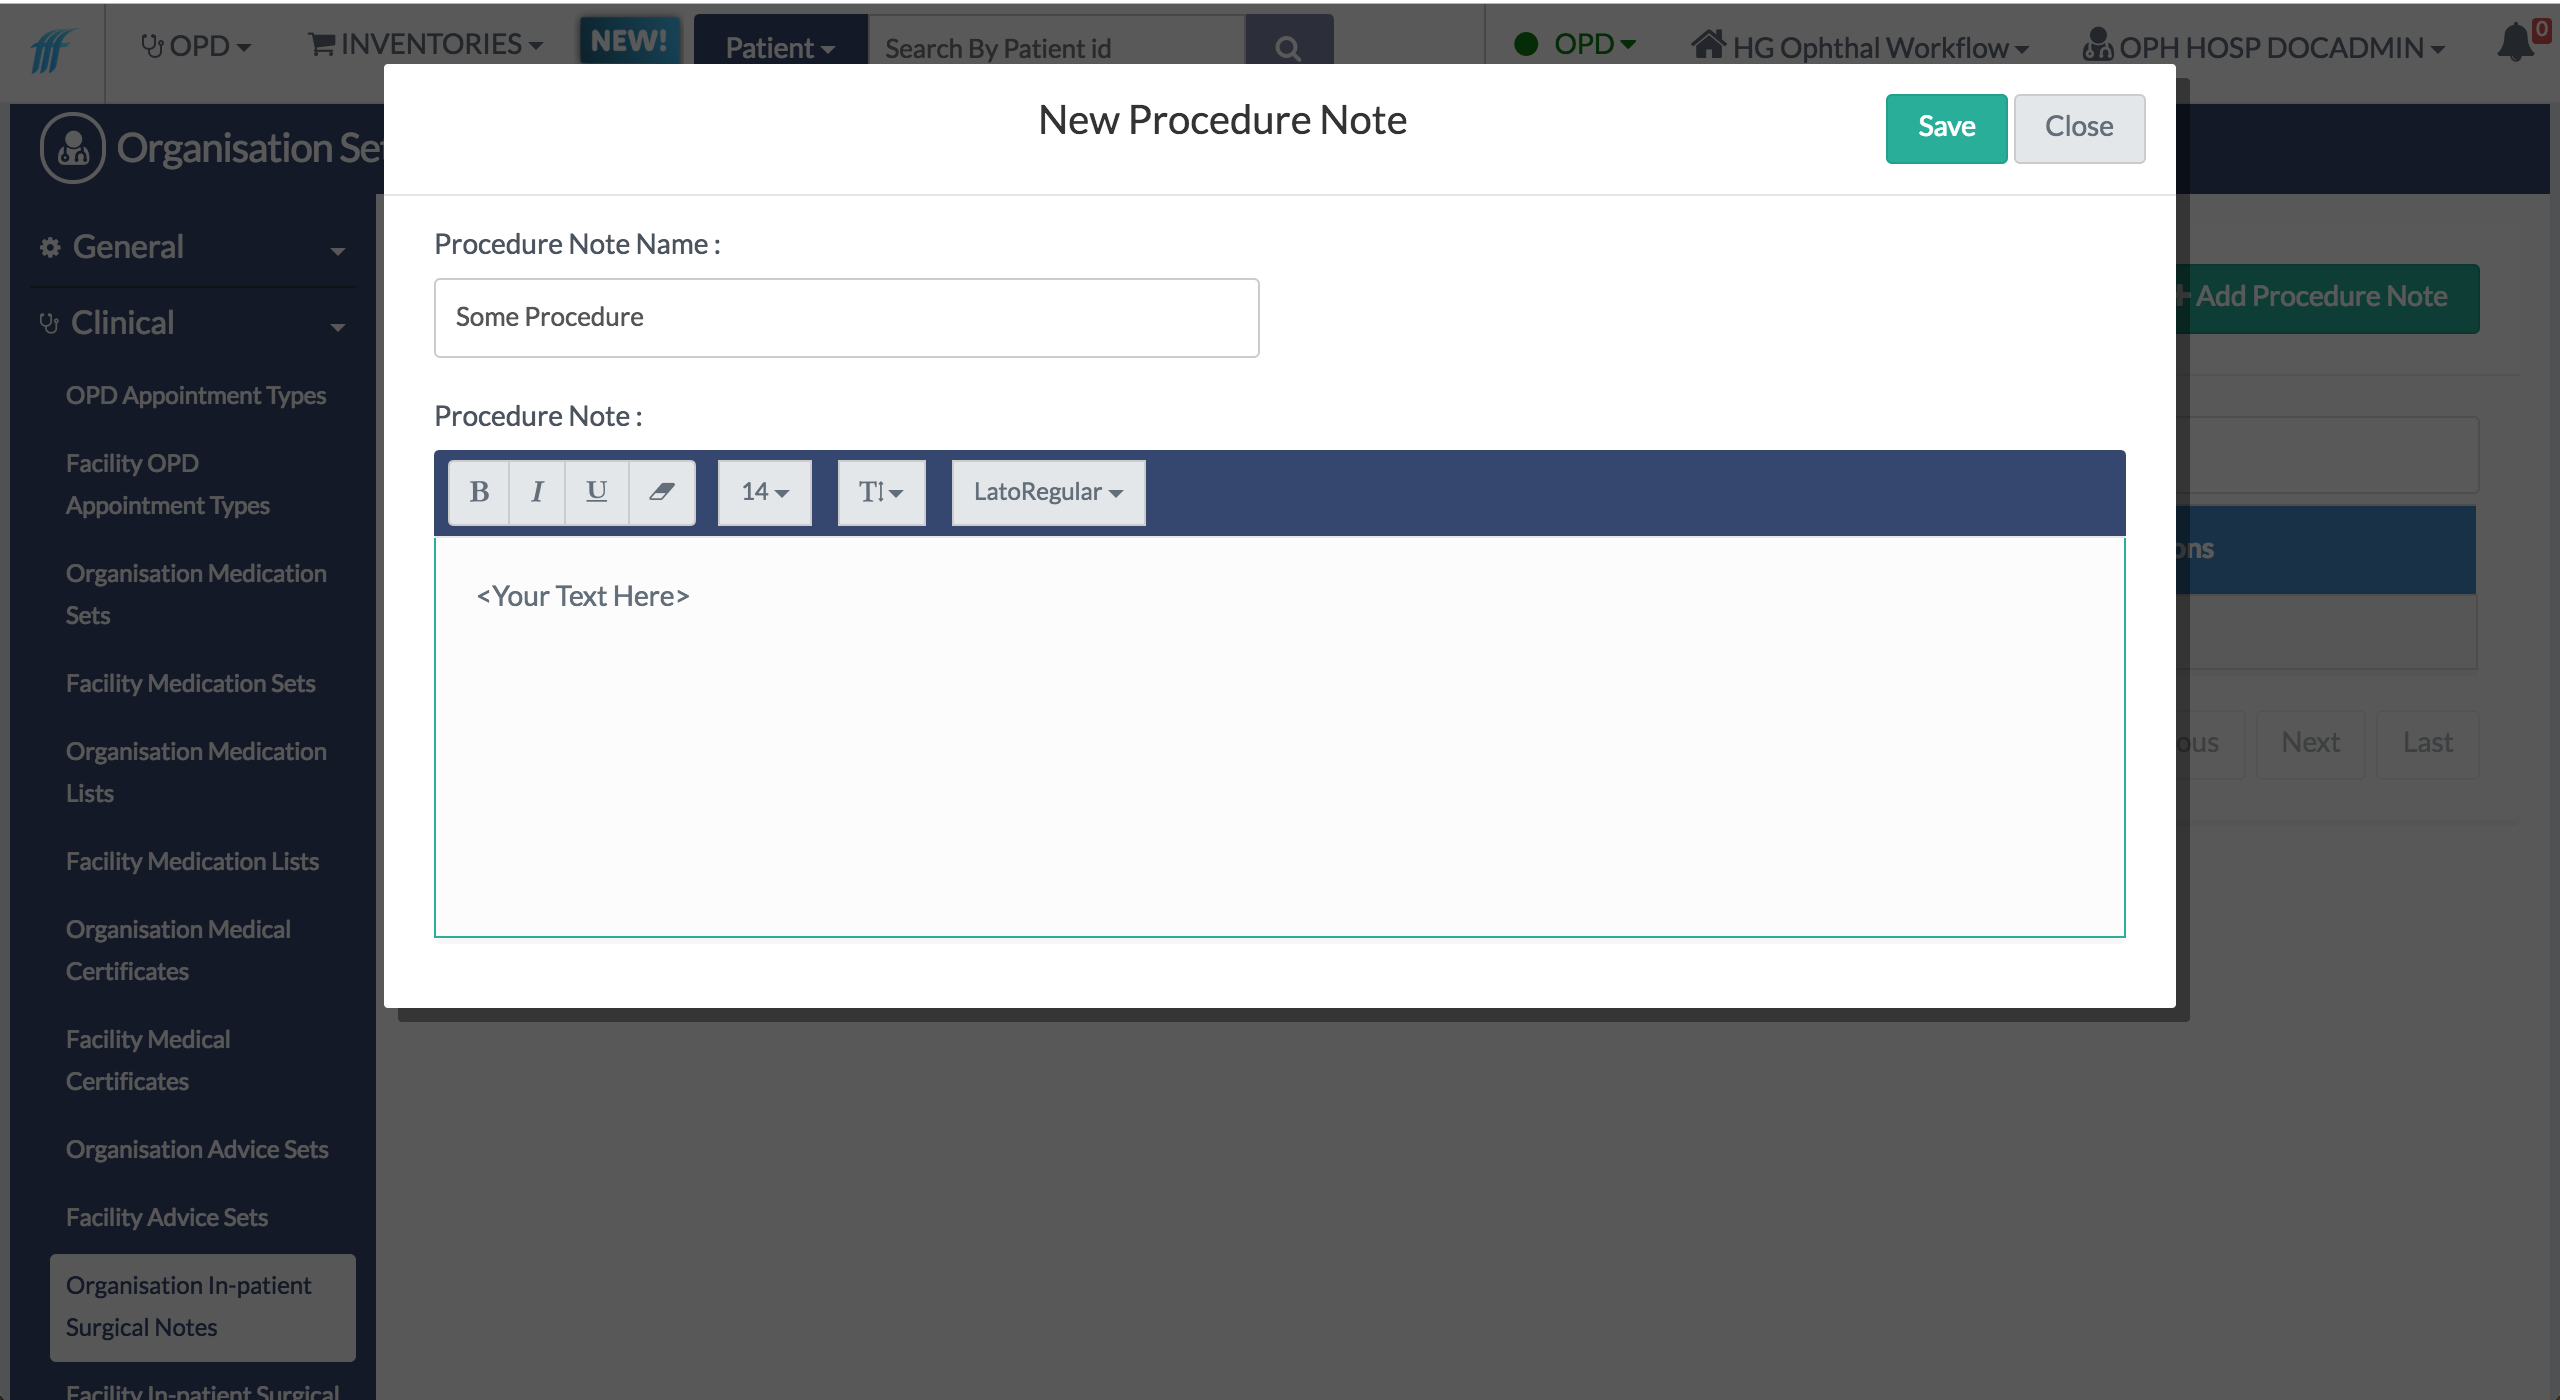 OPD
INVENTORIES
NEW!
Patient
Search By Patient id
OPD
HG Ophthal Workflow
OPH HOSP DOCADMIN
0
Organisation Set
New Procedure Note
Save
Close
General
Clinical
OPD Appointment Types
Facility OPD
Appointment Types
Organisation Medication
Sets
Facility Medication Sets
Organisation Medication
Lists
Facility Medication Lists
Organisation Medical
Certificates
Facility Medical
Certificates
Organisation Advice Sets
Facility Advice Sets
Organisation In-patient
Surgical Notes
Facility In-patient Surgical
Procedure Note Name :
Some Procedure
Procedure Note :
B I U 14 T LatoRegular
<Your Text Here>
+ Add Procedure Note
ons
ous Next Last